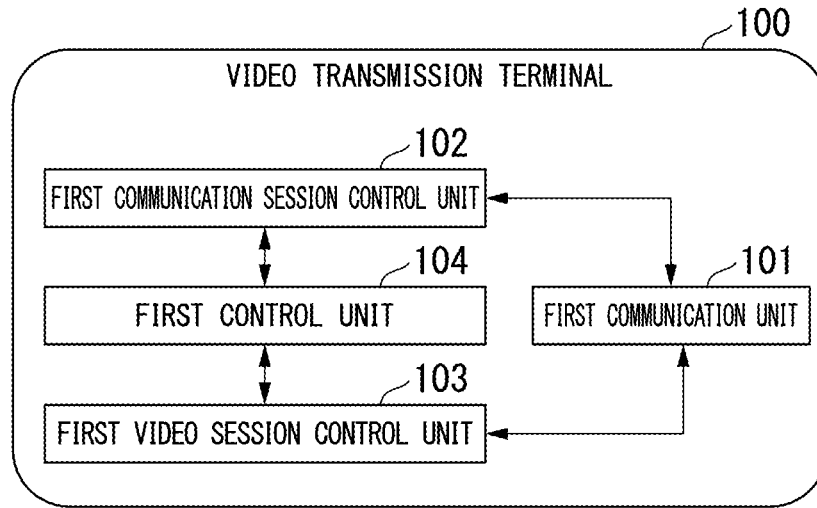 100
VIDEO TRANSMISSION TERMINAL
102
FIRST COMMUNICATION SESSION CONTROL UNIT
104
101
FIRST CONTROL UNIT
FIRST COMMUNICATION UNIT
103
FIRST VIDEO SESSION CONTROL UNIT